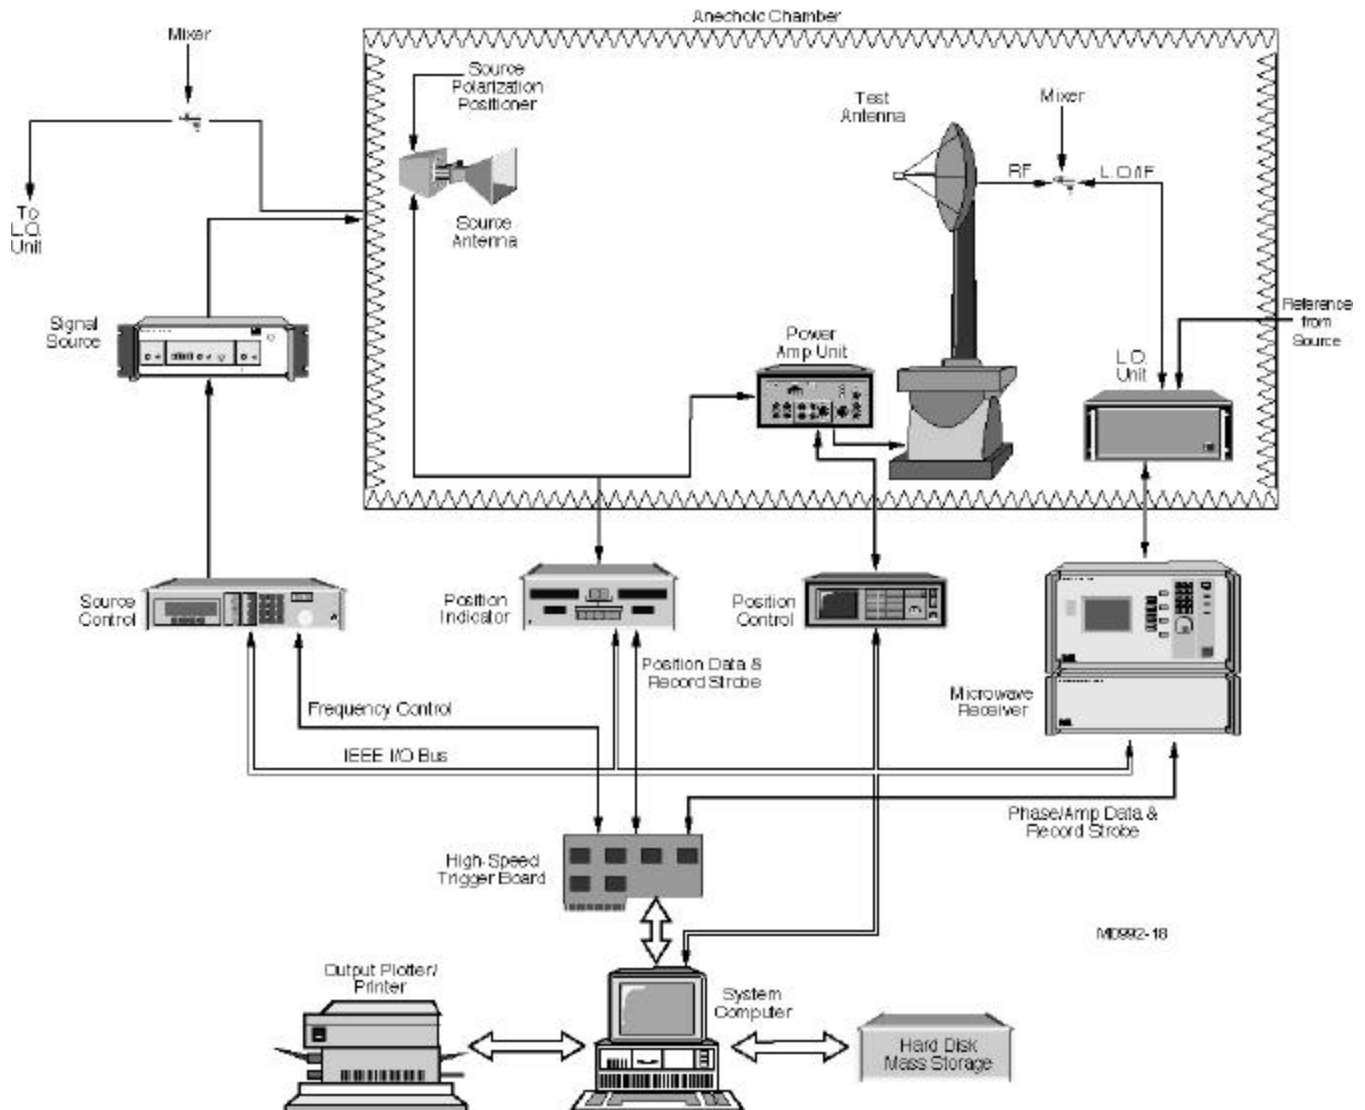 Anechoic Chamber
Mixer
Source
Polarization
Positioner
Test
Antenna
Mixer
RF
L.O./IF
To
L.O.
Unit
Source
Antenna
Signal
Source
Power
Amp Unit
Reference
from
Source
L.O.
Unit
Source
Control
Position
Indicator
Position
Control
Position Data &
Record Strobe
Microwave
Receiver
Frequency Control
IEEE I/O Bus
Phase/Amp Data &
Record Strobe
High-Speed
Trigger Board
MD992-18
Output Plotter/
Printer
System
Computer
Hard Disk
Mass Storage